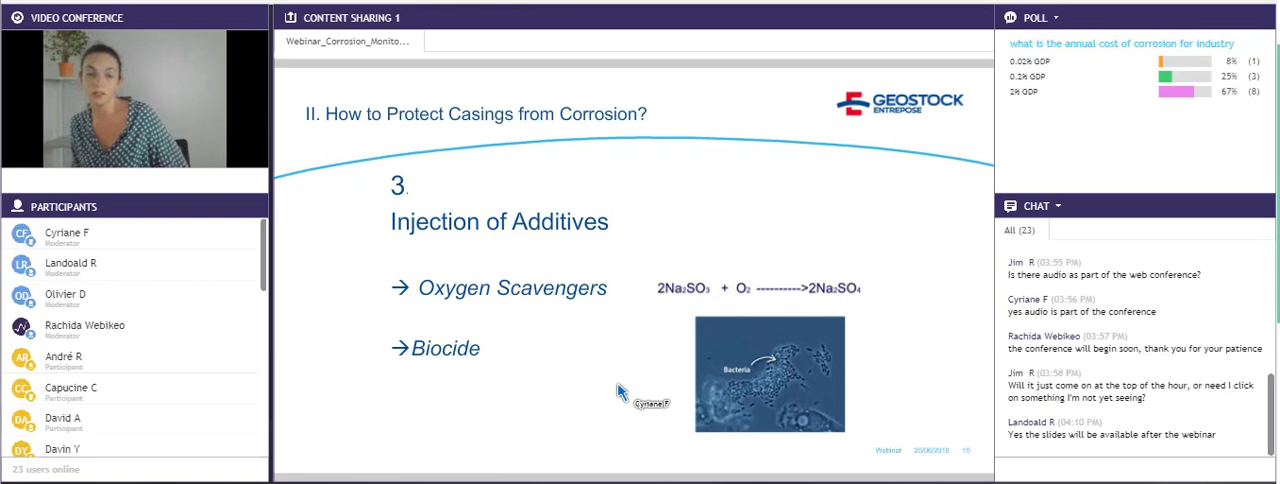 VIDEO CONFERENCE
PARTICIPANTS
CF
Cyriane F
Moderator
LR
Landoald R
Moderator
OD
Olivier D
Moderator
Rachida Webikeo
Moderator
AR
André R
Participant
CC
Capucine C
Participant
DA
David A
Participant
DY
Davin Y
23 users online
CONTENT SHARING 1
Webinar_Corrosion_Monito...
II. How to Protect Casings from Corrosion?
GEOSTOCK
ENTREPOSE
3.
Injection of Additives
→ Oxygen Scavengers
2Na₂SO₃ + O₂ ---------->2Na₂SO₄
→Biocide
Bacteria
Cyriane F
Webinar 25/06/2018 15
POLL
what is the annual cost of corrosion for industry
0.02% GDP 8% (1)
0.2% GDP 25% (3)
2% GDP 67% (8)
CHAT
All (23)
Jim R (03:55 PM)
Is there audio as part of the web conference?
Cyriane F (03:56 PM)
yes audio is part of the conference
Rachida Webikeo (03:57 PM)
the conference will begin soon, thank you for your patience
Jim R (03:58 PM)
Will it just come on at the top of the hour, or need I click
on something I'm not yet seeing?
Landoald R (04:10 PM)
Yes the slides will be available after the webinar